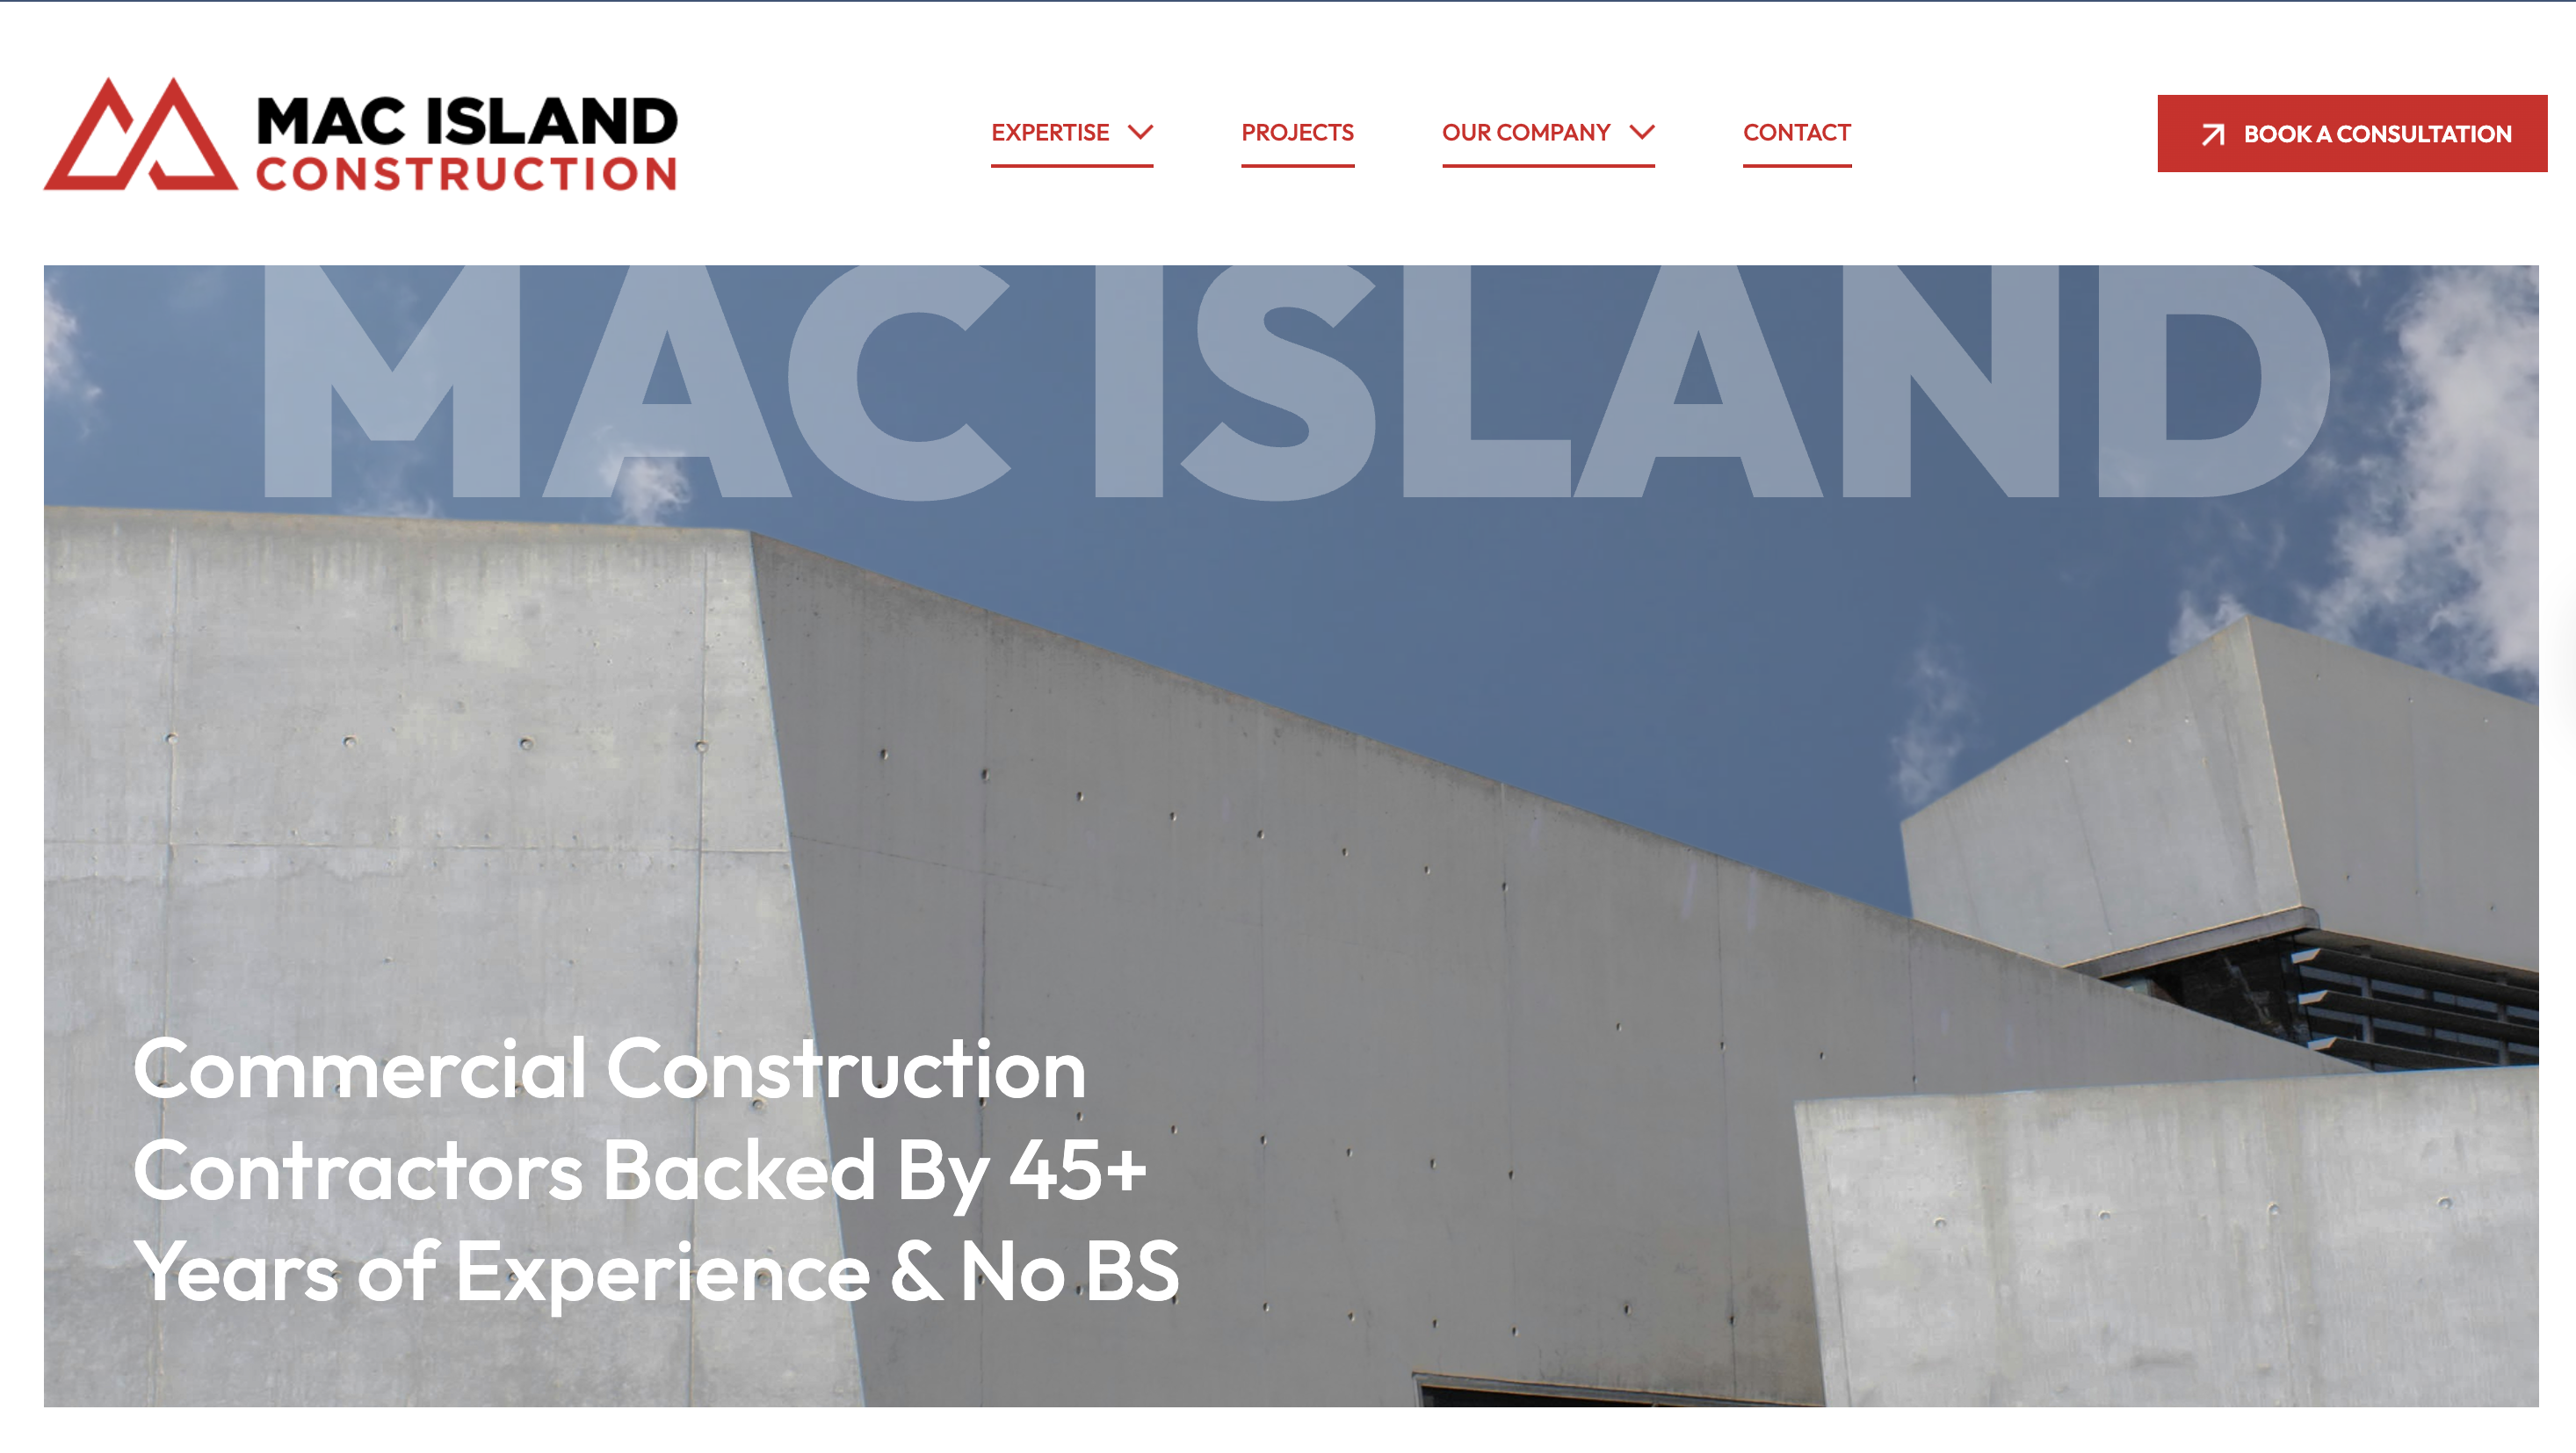 MAC ISLAND
CONSTRUCTION
EXPERTISE
PROJECTS
OUR COMPANY
CONTACT
BOOK A CONSULTATION
MAC ISLAND
Commercial Construction
Contractors Backed By 45+
Years of Experience & No BS